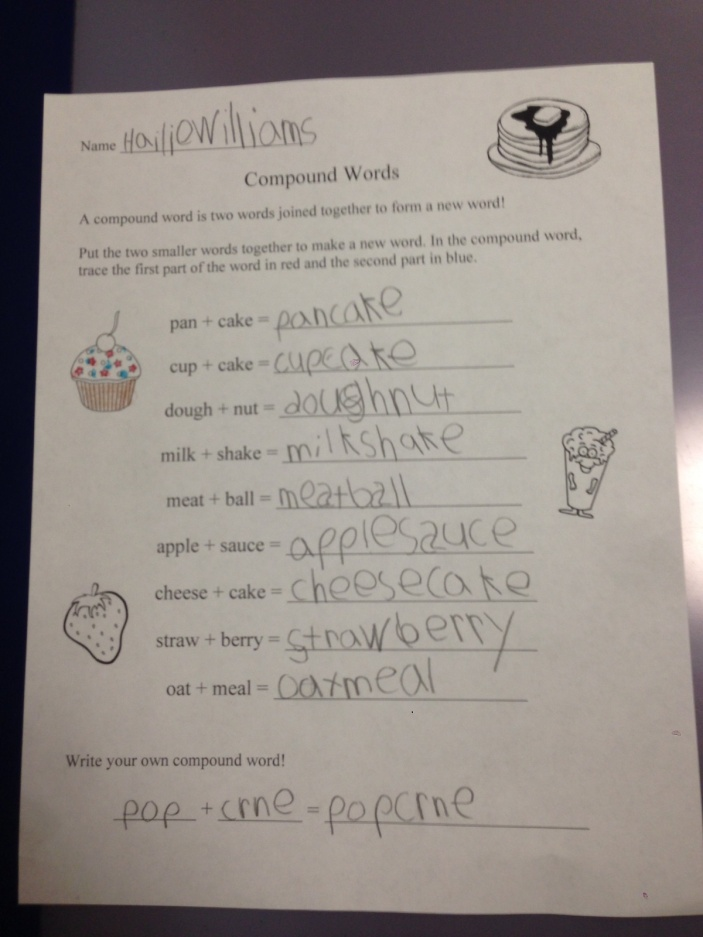 Name Hailie Williams
Compound Words
A compound word is two words joined together to form a new word!
Put the two smaller words together to make a new word. In the compound word,
trace the first part of the word in red and the second part in blue.
pan + cake = pancake
cup + cake = cupcake
dough + nut = doughnut
milk + shake = milkshake
meat + ball = meatball
apple + sauce = applesauce
cheese + cake = cheesecake
straw + berry = strawberry
oat + meal = oatmeal
Write your own compound word!
pop + crne = popcrne